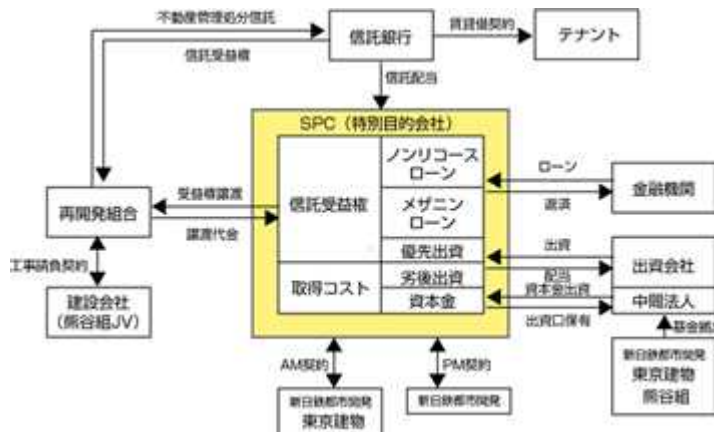 不動産管理処分信託
信託銀行
賃貸借契約
テナント
信託受益権
信託配当
SPC(特別目的会社)
信託受益権
ノンリコース
ローン
メザニン
ローン
優先出資
取得コスト
劣後出資
資本金
再開発組合
受益権譲渡
譲渡代金
工事請負契約
建設会社
(熊谷組JV)
ローン
返済
金融機関
出資
配当
出資会社
資本金出資
出資口保有
中間法人
基金拠
新日鉄都市開発
東京建物
熊谷組
AM契約
PM契約
新日鉄都市開発
東京建物
新日鉄都市開発